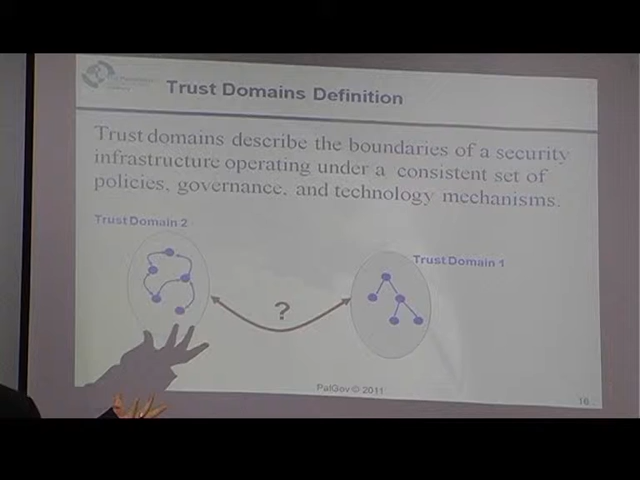 Trust Domains Definition
Trust domains describe the boundaries of a security
infrastructure operating under a consistent set of
policies, governance, and technology mechanisms.
Trust Domain 2
Trust Domain 1
?
PalGov © 2011
16